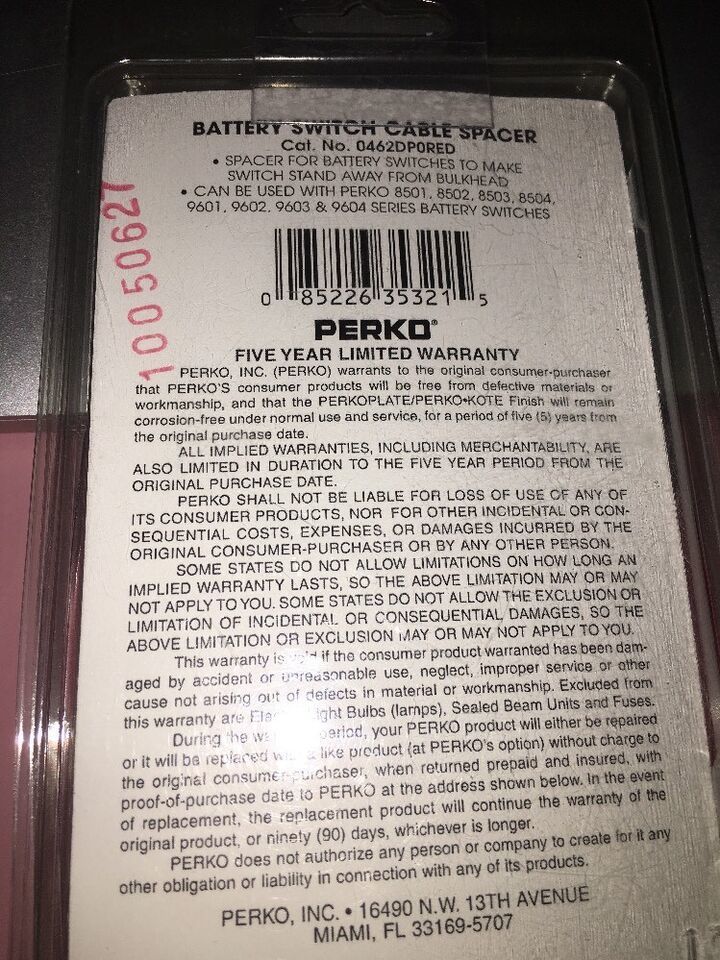 BATTERY SWITCH CABLE SPACER
Cat. No. 0462DP0RED
• SPACER FOR BATTERY SWITCHES TO MAKE
SWITCH STAND AWAY FROM BULKHEAD
• CAN BE USED WITH PERKO 8501, 8502, 8503, 8504,
9601, 9602, 9603 & 9604 SERIES BATTERY SWITCHES
10050627
0 85226 35321 5
PERKO®
FIVE YEAR LIMITED WARRANTY
PERKO, INC. (PERKO) warrants to the original consumer-purchaser
that PERKO'S consumer products will be free from defective materials or
workmanship, and that the PERKOPLATE/PERKO•KOTE Finish will remain
corrosion-free under normal use and service, for a period of five (5) years from
the original purchase date.
ALL IMPLIED WARRANTIES, INCLUDING MERCHANTABILITY, ARE
ALSO LIMITED IN DURATION TO THE FIVE YEAR PERIOD FROM THE
ORIGINAL PURCHASE DATE.
PERKO SHALL NOT BE LIABLE FOR LOSS OF USE OF ANY OF
ITS CONSUMER PRODUCTS, NOR FOR OTHER INCIDENTAL OR CON-
SEQUENTIAL COSTS, EXPENSES, OR DAMAGES INCURRED BY THE
ORIGINAL CONSUMER-PURCHASER OR BY ANY OTHER PERSON.
SOME STATES DO NOT ALLOW LIMITATIONS ON HOW LONG AN
IMPLIED WARRANTY LASTS, SO THE ABOVE LIMITATION MAY OR MAY
NOT APPLY TO YOU. SOME STATES DO NOT ALLOW THE EXCLUSION OR
LIMITATION OF INCIDENTAL OR CONSEQUENTIAL DAMAGES, SO THE
ABOVE LIMITATION OR EXCLUSION MAY OR MAY NOT APPLY TO YOU.
This warranty is void if the consumer product warranted has been dam-
aged by accident or unreasonable use, neglect, improper service or other
cause not arising out of defects in material or workmanship. Excluded from
this warranty are Light Bulbs (lamps), Sealed Beam Units and Fuses.
During the period, your PERKO product will either be repaired
or it will be replaced with a like product (at PERKO's option) without charge to
the original consumer-purchaser, when returned prepaid and insured, with
proof-of-purchase date to PERKO at the address shown below. In the event
of replacement, the replacement product will continue the warranty of the
original product, or ninety (90) days, whichever is longer.
PERKO does not authorize any person or company to create for it any
other obligation or liability in connection with any of its products.
PERKO, INC. • 16490 N.W. 13TH AVENUE
MIAMI, FL 33169-5707